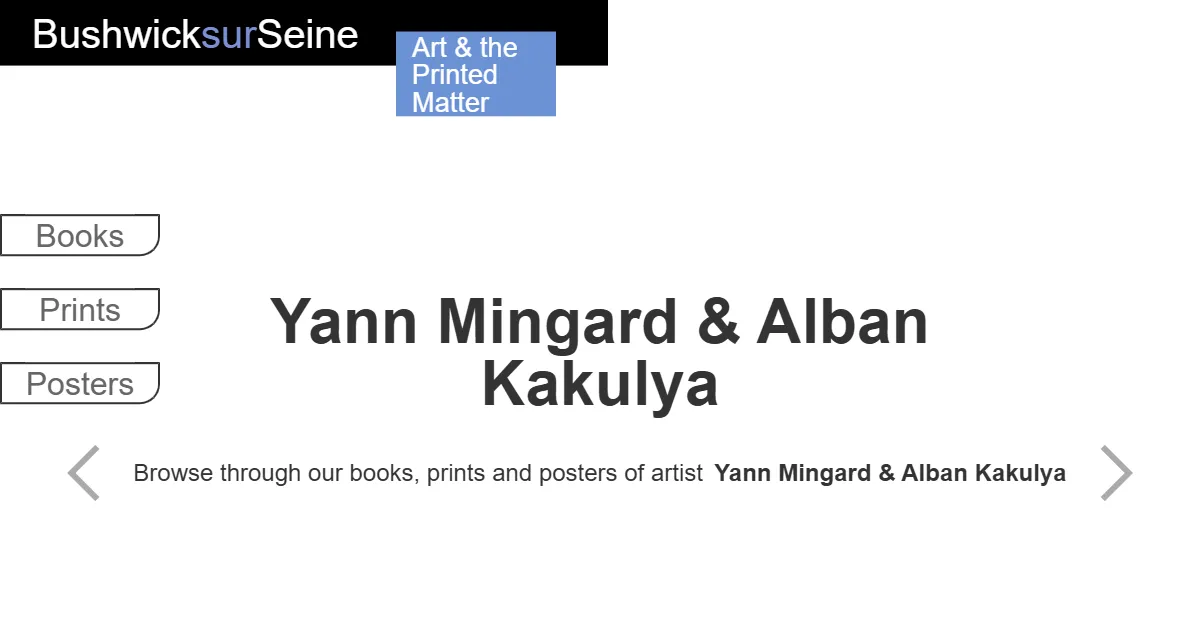 BushwicksurSeine
Art & the
Printed
Matter
Books
Prints
Posters
Yann Mingard & Alban
Kakulya
Browse through our books, prints and posters of artist Yann Mingard & Alban Kakulya